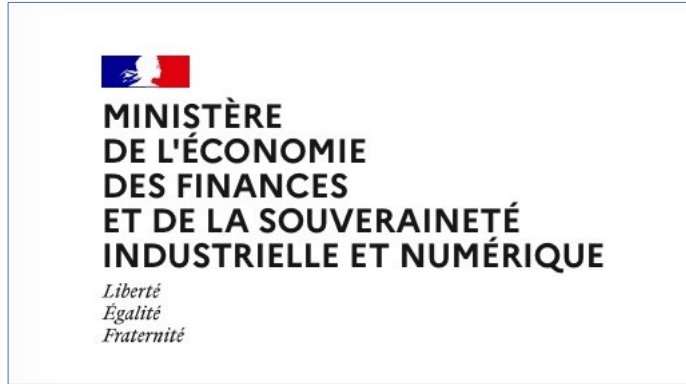 MINISTÈRE
DE L'ÉCONOMIE
DES FINANCES
ET DE LA SOUVERAINETÉ
INDUSTRIELLE ET NUMÉRIQUE
Liberté
Égalité
Fraternité